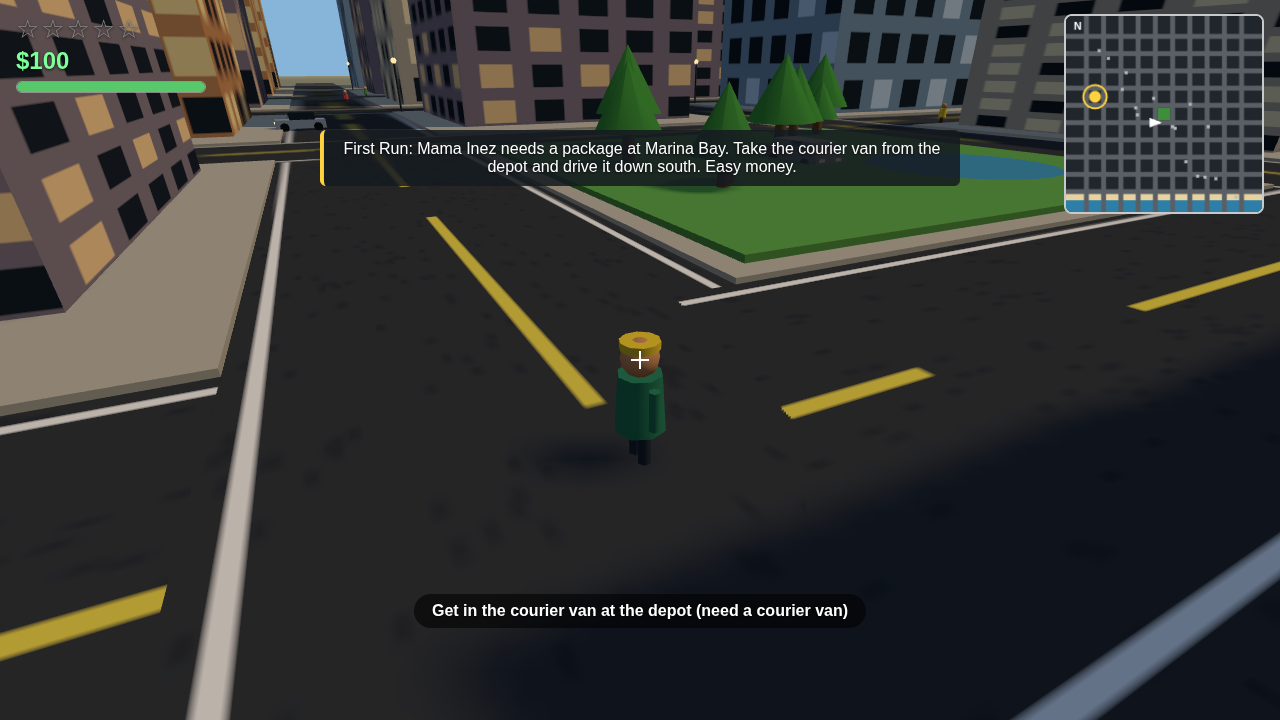 $100
N
First Run: Mama Inez needs a package at Marina Bay. Take the courier van from the
depot and drive it down south. Easy money.
Get in the courier van at the depot (need a courier van)